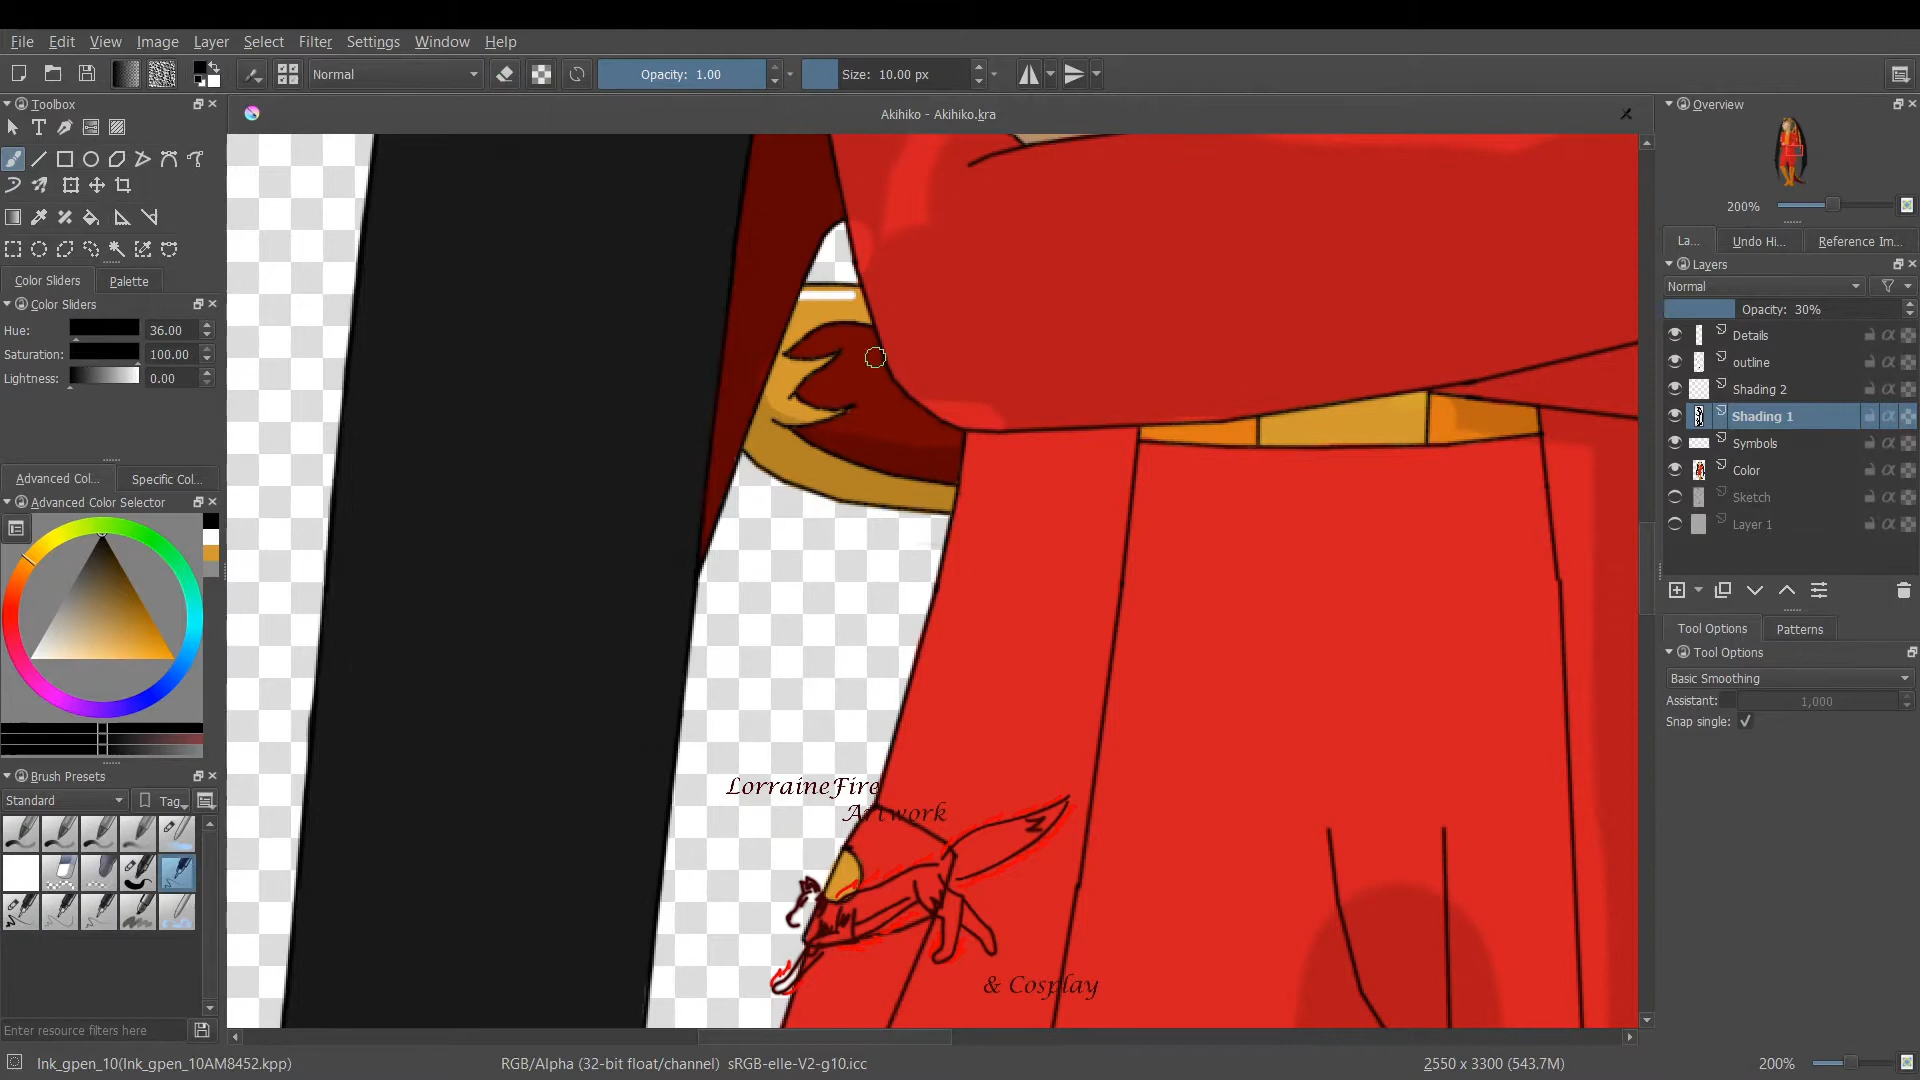 File Edit View Image Layer Select Filter Settings Window Help
Normal Opacity: 1.00 Size: 10.00 px
Toolbox
Akihiko - Akihiko.kra
Overview
200%
La... Undo Hi... Reference Im...
Layers
Normal
Opacity: 30%
Details
outline
Shading 2
Shading 1
Symbols
Color
Sketch
Layer 1
Tool Options Patterns
Tool Options
Basic Smoothing
Assistant: 1,000
Snap single:
Color Sliders Palette
Color Sliders
Hue: 36.00
Saturation: 100.00
Lightness: 0.00
Advanced Col... Specific Col...
Advanced Color Selector
Brush Presets
Standard Tag
Enter resource filters here
LorraineFire
Artwork
& Cosplay
Ink_gpen_10(Ink_gpen_10AM8452.kpp) RGB/Alpha (32-bit float/channel) sRGB-elle-V2-g10.icc 2550 x 3300 (543.7M) 200%